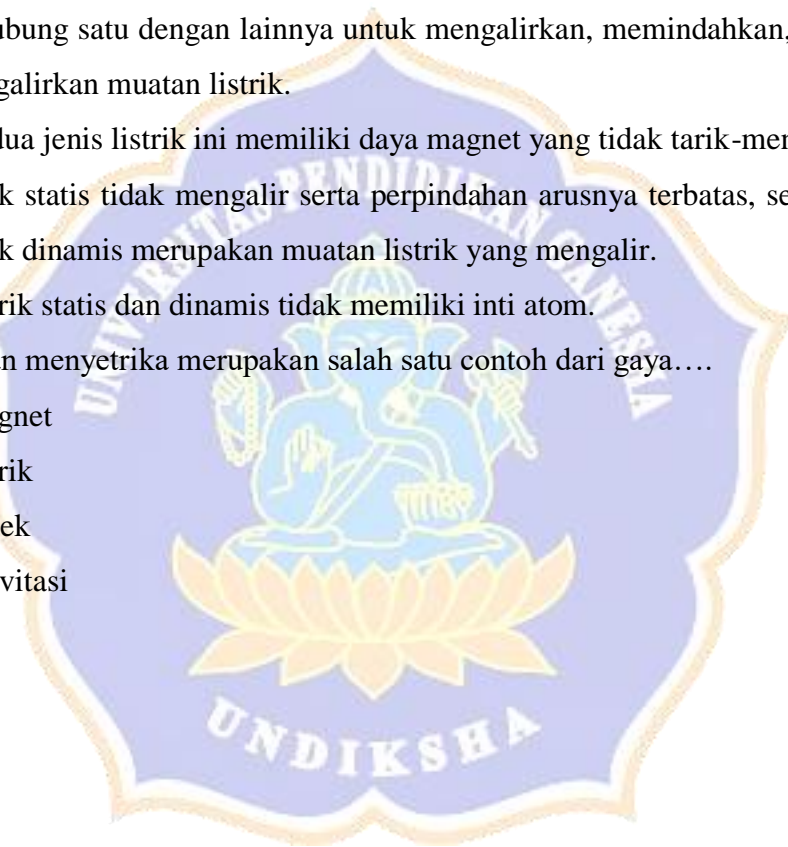 ubung satu dengan lainnya untuk mengalirkan, memindahkan,
galirkan muatan listrik.
dua jenis listrik ini memiliki daya magnet yang tidak tarik-men
k statis tidak mengalir serta perpindahan arusnya terbatas, se
k dinamis merupakan muatan listrik yang mengalir.
rik statis dan dinamis tidak memiliki inti atom.
n menyetrika merupakan salah satu contoh dari gaya….
gnet
rik
ek
vitasi
UNIVERSITAS PENDIDIKAN GANESHA
UNDIKSHA